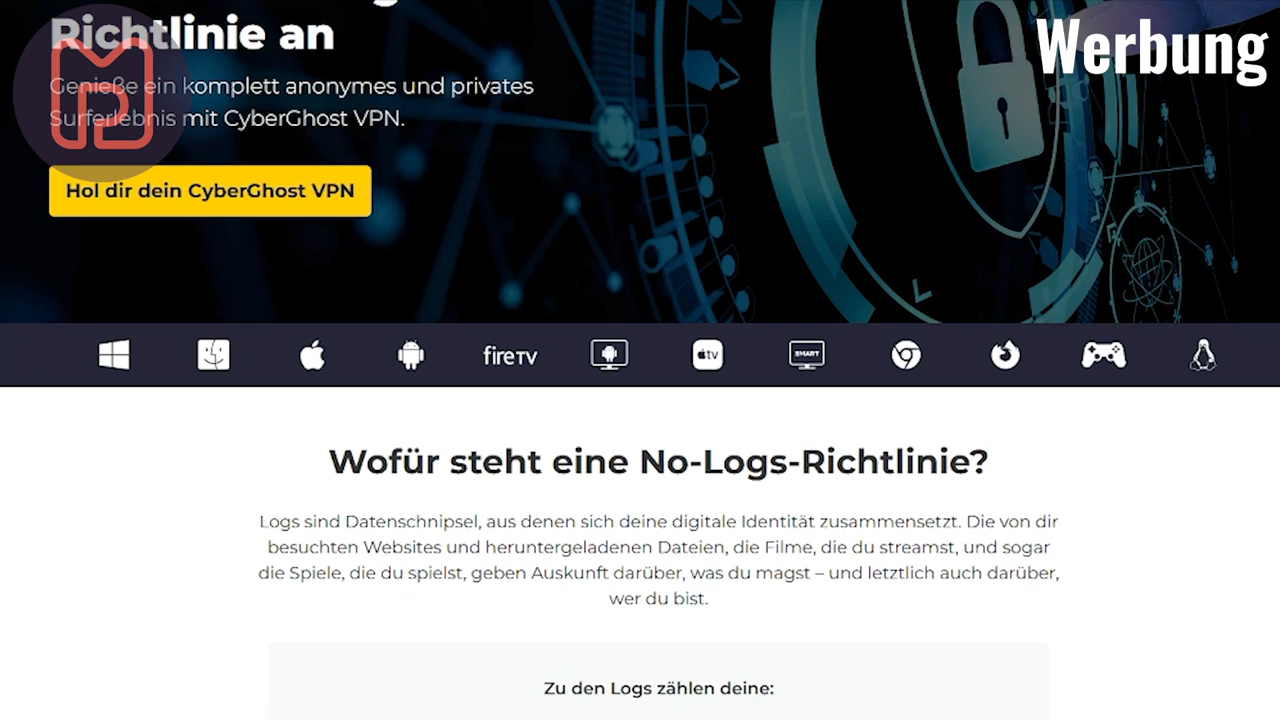 Richtlinie an
Werbung
Genieße ein komplett anonymes und privates
Surferlebnis mit CyberGhost VPN.
Hol dir dein CyberGhost VPN
fireTV
tv
SMART
Wofür steht eine No-Logs-Richtlinie?
Logs sind Datenschnipsel, aus denen sich deine digitale Identität zusammensetzt. Die von dir
besuchten Websites und heruntergeladenen Dateien, die Filme, die du streamst, und sogar
die Spiele, die du spielst, geben Auskunft darüber, was du magst – und letztlich auch darüber,
wer du bist.
Zu den Logs zählen deine: